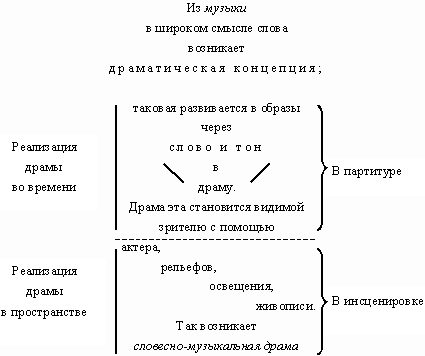 Из музыки
в широком смысле слова
возникает
драматическая концепция;
таковая развивается в образы
через
слово и тон
в
драму.
Драма эта становится видимой
зрителю с помощью
Реализация
драмы
во времени
В партитуре
актера,
рельефов,
освещения,
живописи.
Так возникает
словесно-музыкальная драма
Реализация
драмы
в пространстве
В инсценировке